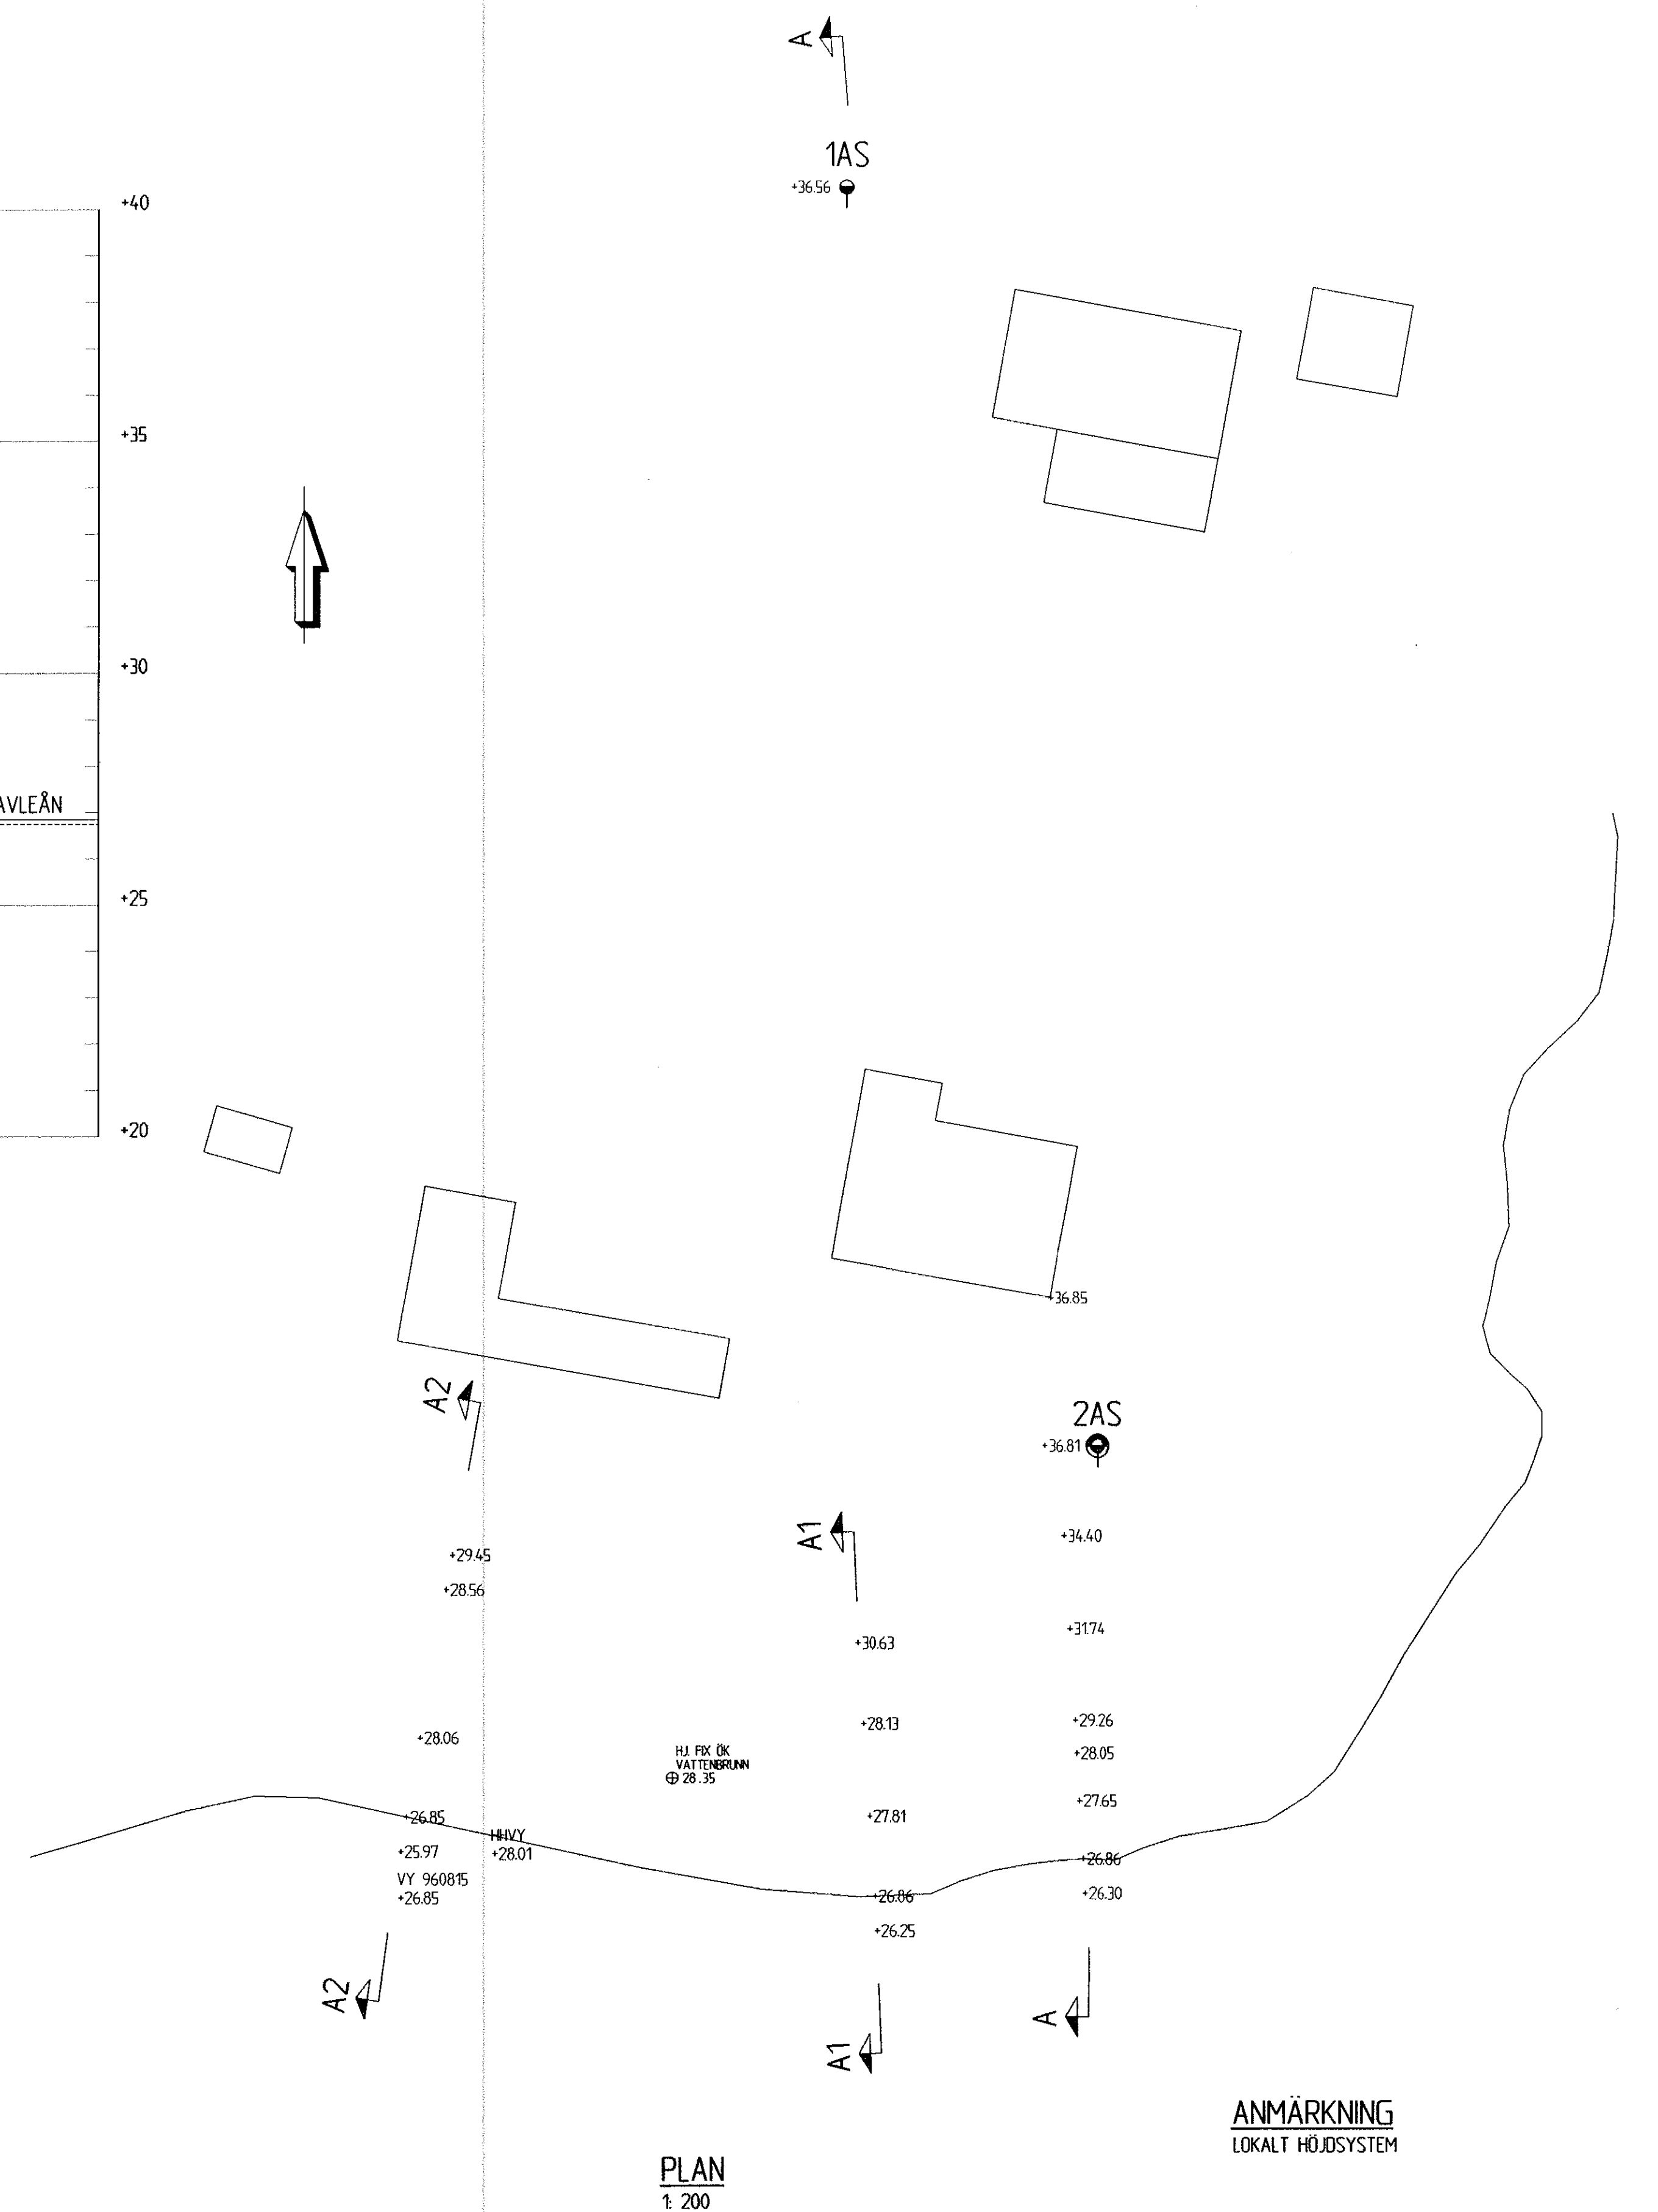 A
1AS
+36.56
+40
+35
+30
AVLEÅN
+25
+20
+36.85
A2
2AS
+36.81
A1
+34.40
+29.45
+28.56
+31.74
+30.63
+29.26
+28.13
+28.06
HJ. FIX ÖK
VATTENBRUNN
28.35
+28.05
+27.65
+26.85
+27.81
HHVY
+28.01
+25.97
+26.86
VY 960815
+26.85
+26.86
+26.30
+26.25
A2
A
A1
ANMÄRKNING
LOKALT HÖJDSYSTEM
PLAN
1: 200